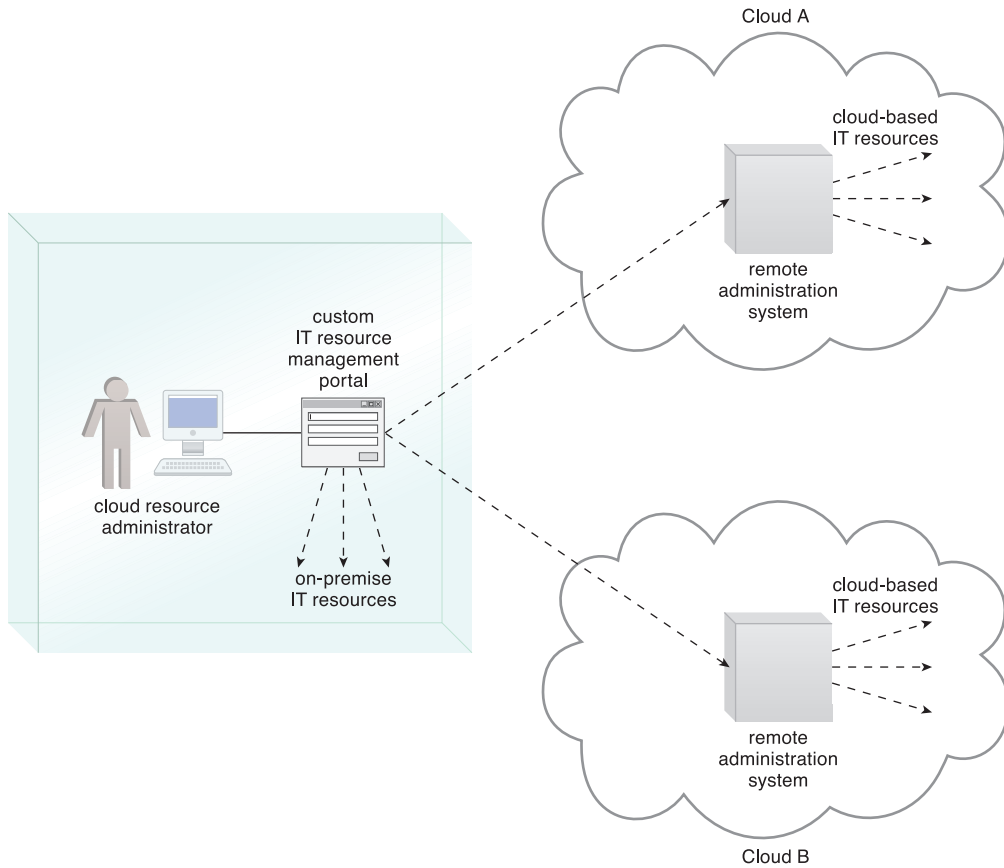 Cloud A
cloud-based
IT resources
remote
administration
system
custom
IT resource
management
portal
cloud resource
administrator
on-premise
IT resources
cloud-based
IT resources
remote
administration
system
Cloud B